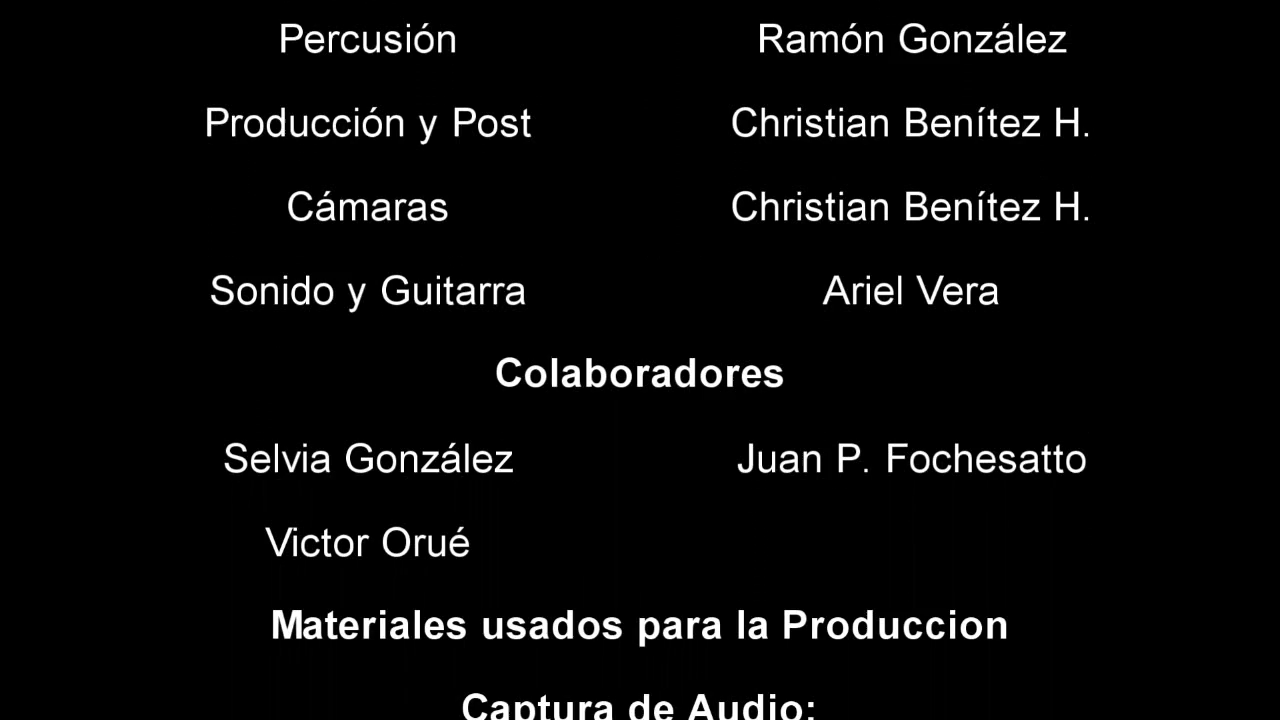 Percusión Ramón González
Producción y Post Christian Benítez H.
Cámaras Christian Benítez H.
Sonido y Guitarra Ariel Vera
Colaboradores
Selvia González Juan P. Fochesatto
Victor Orué
Materiales usados para la Produccion
Captura de Audio: